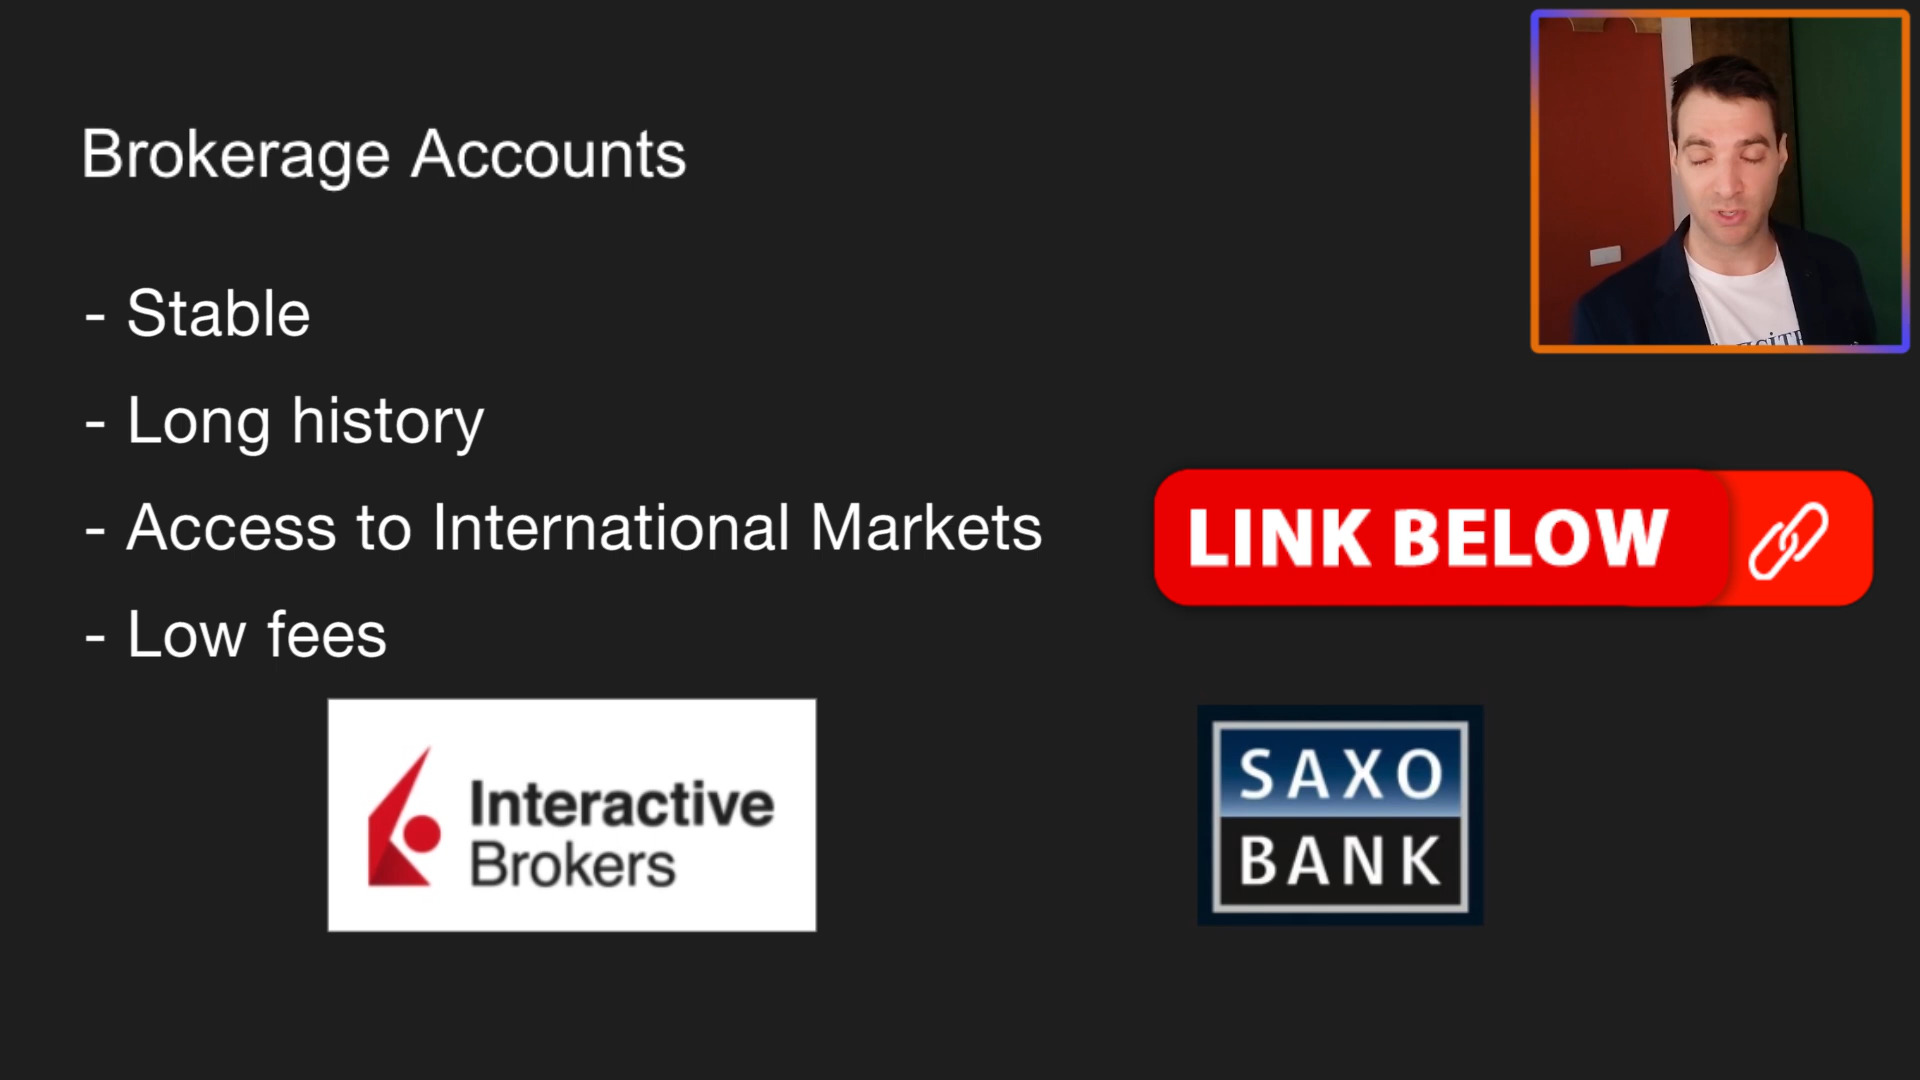 Brokerage Accounts
- Stable
- Long history
- Access to International Markets
- Low fees
LINK BELOW
Interactive
Brokers
SAXO
BANK